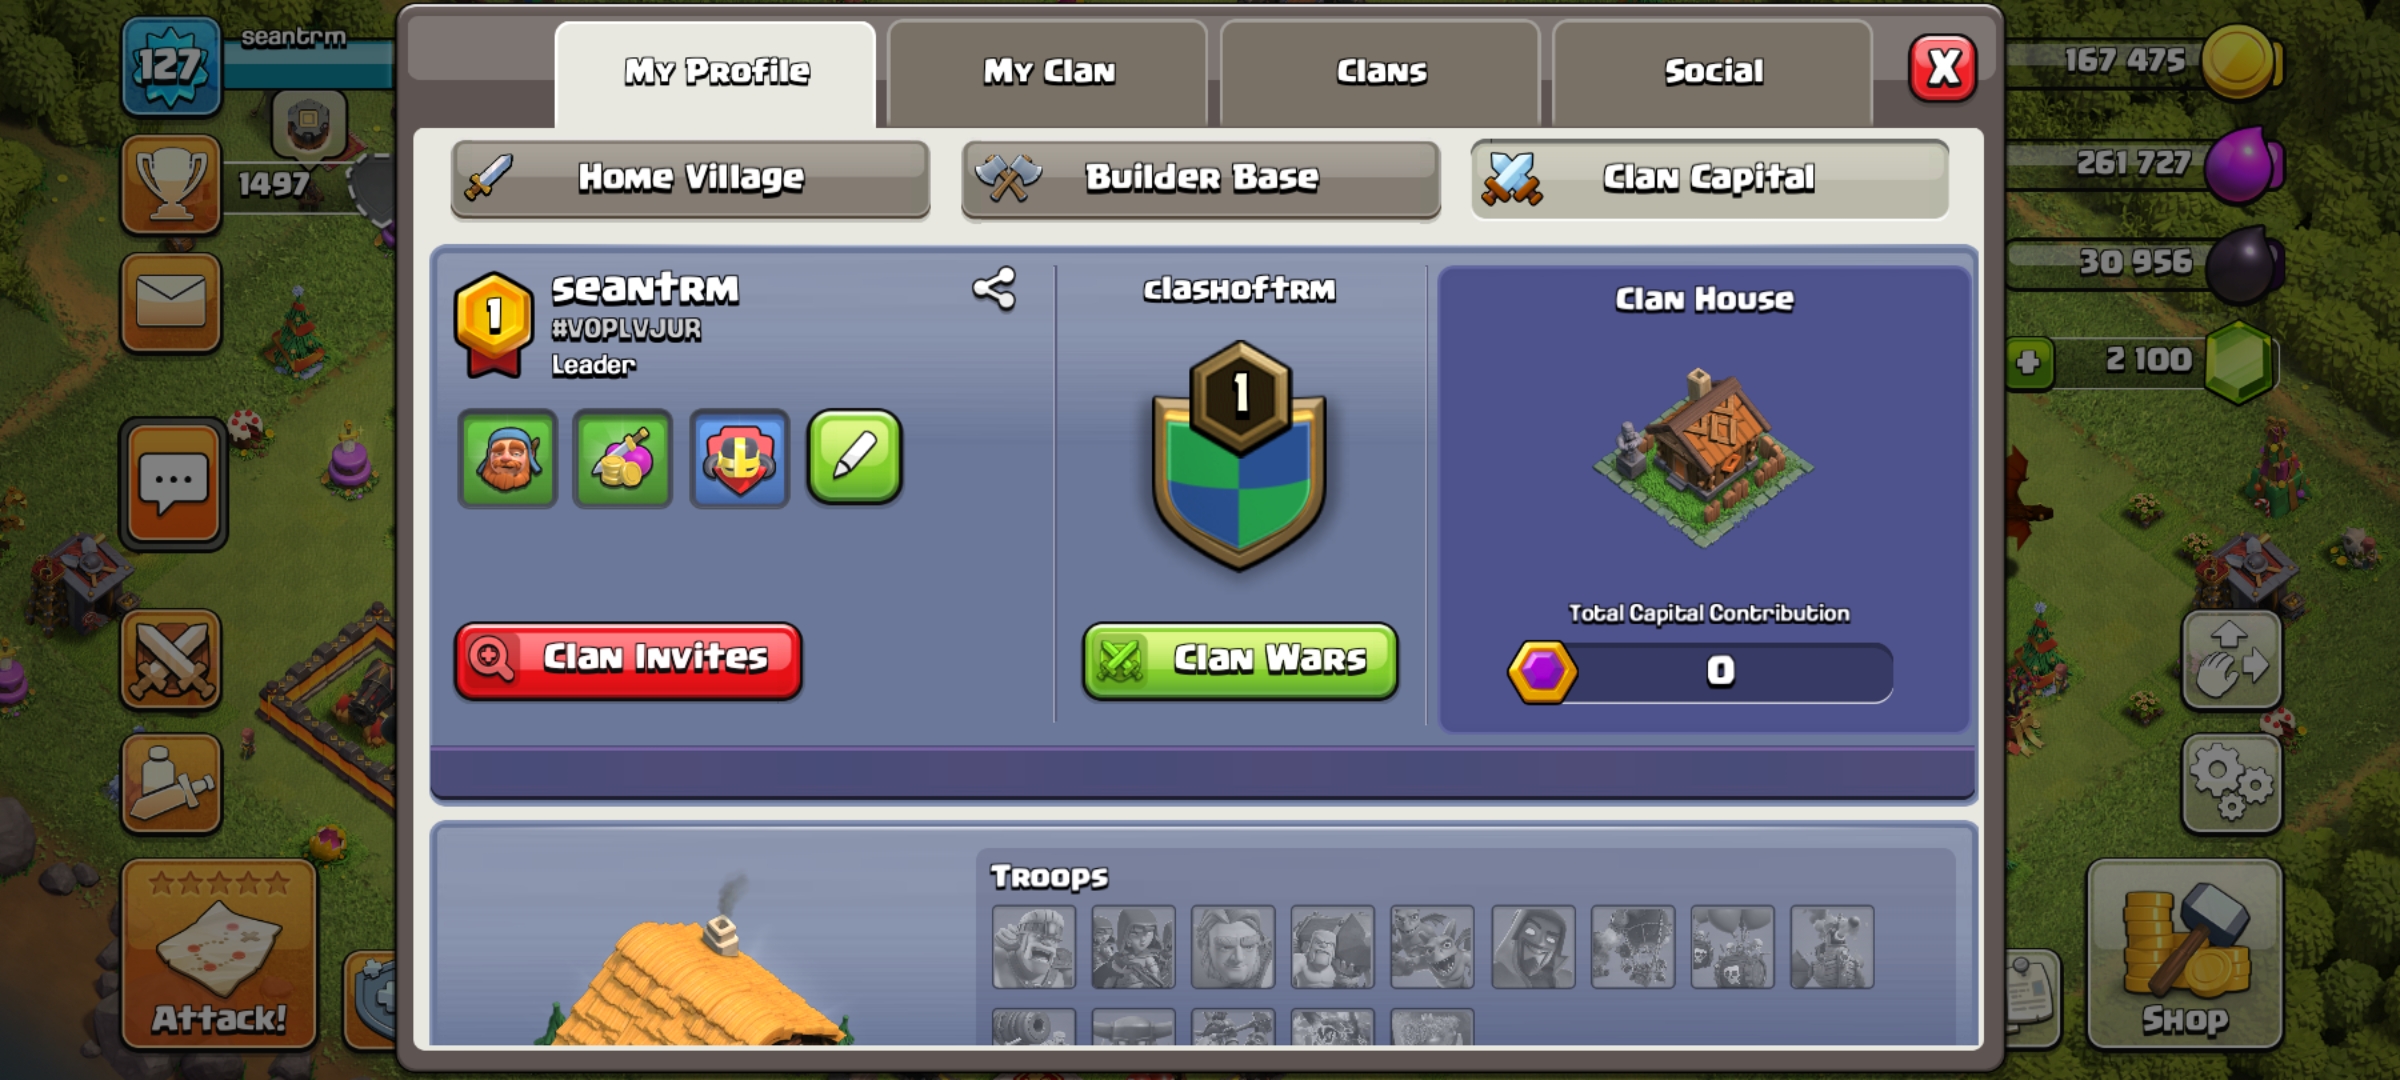 127
seantrm
1497
My Profile
My Clan
Clans
Social
X
167 475
261 727
30 956
2 100
Home Village
Builder Base
Clan Capital
1
seantrm
#V0PLVJUR
Leader
clashoftrm
1
Clan House
Clan Invites
Clan Wars
Total Capital Contribution
0
Troops
Attack!
Shop